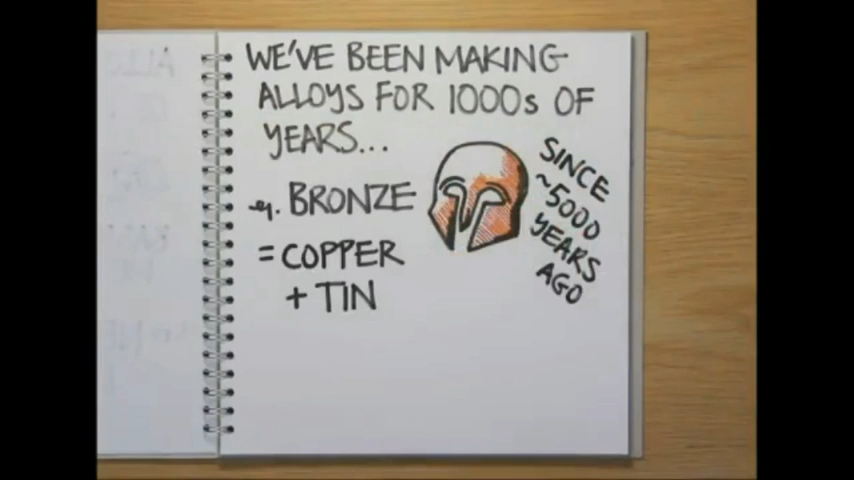 WE'VE BEEN MAKING
ALLOYS FOR 1000s OF
YEARS...
eg. BRONZE
= COPPER
+ TIN
SINCE
~5000
YEARS
AGO